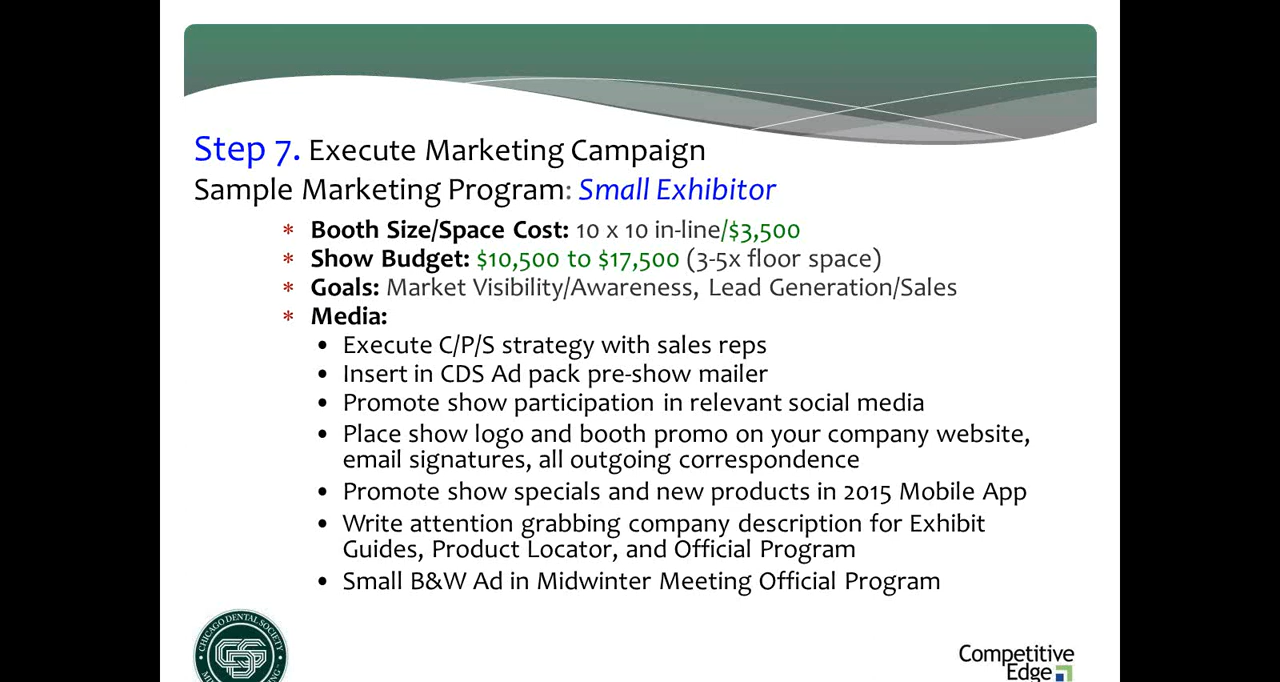 Step 7. Execute Marketing Campaign
Sample Marketing Program: Small Exhibitor
* Booth Size/Space Cost: 10 x 10 in-line/$3,500
* Show Budget: $10,500 to $17,500 (3-5x floor space)
* Goals: Market Visibility/Awareness, Lead Generation/Sales
* Media:
• Execute C/P/S strategy with sales reps
• Insert in CDS Ad pack pre-show mailer
• Promote show participation in relevant social media
• Place show logo and booth promo on your company website,
email signatures, all outgoing correspondence
• Promote show specials and new products in 2015 Mobile App
• Write attention grabbing company description for Exhibit
Guides, Product Locator, and Official Program
• Small B&W Ad in Midwinter Meeting Official Program
CHICAGO DENTAL SOCIETY
CDS
Competitive
Edge